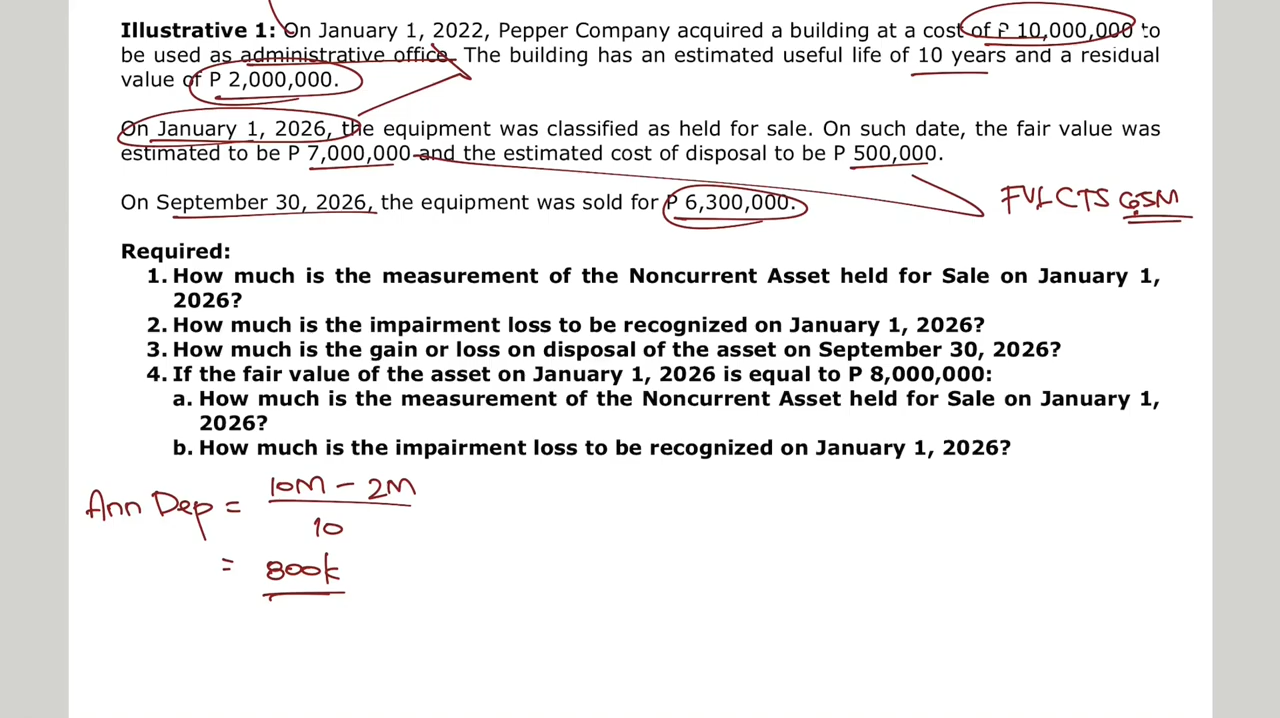 Illustrative 1: On January 1, 2022, Pepper Company acquired a building at a cost of P 10,000,000 to
be used as administrative office. The building has an estimated useful life of 10 years and a residual
value of P 2,000,000.
On January 1, 2026, the equipment was classified as held for sale. On such date, the fair value was
estimated to be P 7,000,000 and the estimated cost of disposal to be P 500,000.
On September 30, 2026, the equipment was sold for P 6,300,000.
FVLCTS 6.5M
Required:
1. How much is the measurement of the Noncurrent Asset held for Sale on January 1,
2026?
2. How much is the impairment loss to be recognized on January 1, 2026?
3. How much is the gain or loss on disposal of the asset on September 30, 2026?
4. If the fair value of the asset on January 1, 2026 is equal to P 8,000,000:
a. How much is the measurement of the Noncurrent Asset held for Sale on January 1,
2026?
b. How much is the impairment loss to be recognized on January 1, 2026?
Ann Dep = 10M - 2M
10
= 800k